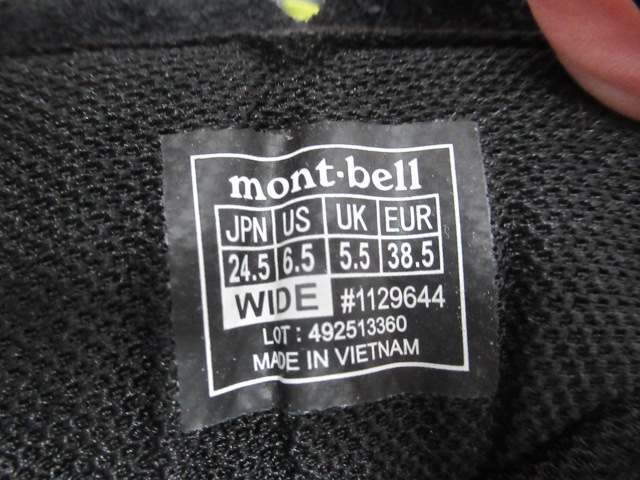 mont-bell
JPN US UK EUR
24.5 6.5 5.5 38.5
WIDE #1129644
LOT : 492513360
MADE IN VIETNAM